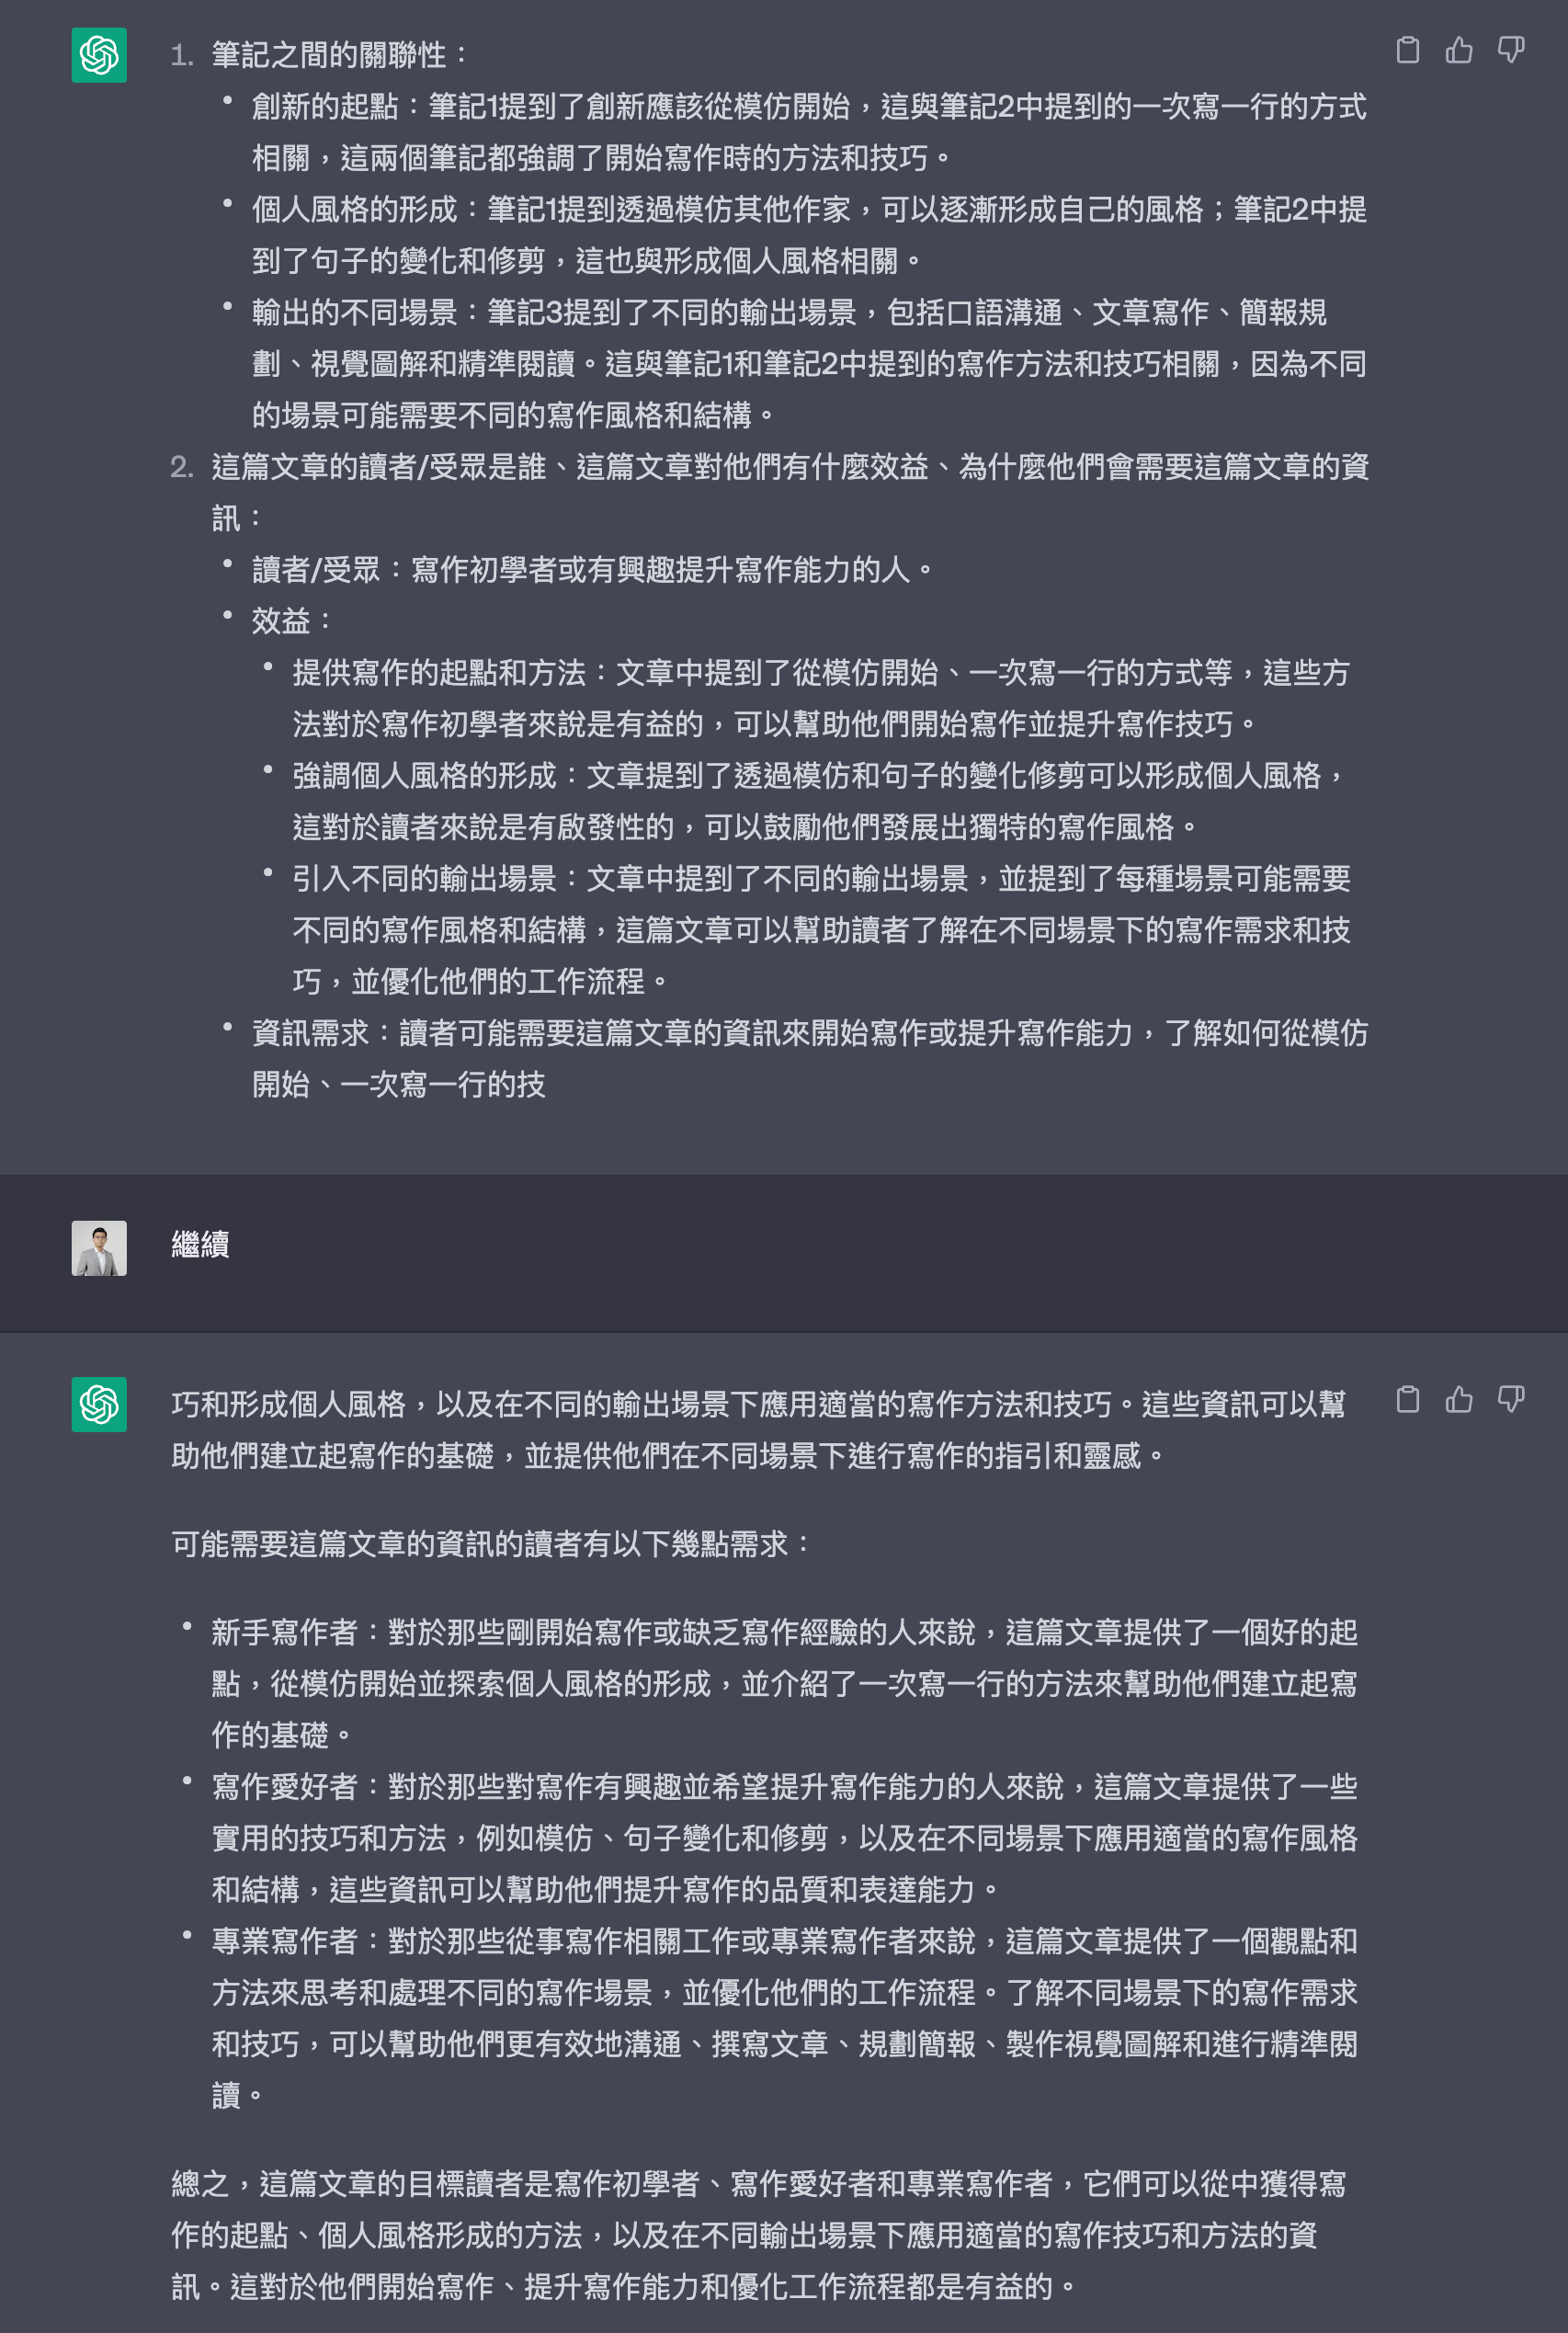 1. 筆記之間的關聯性：
• 創新的起點：筆記1提到了創新應該從模仿開始，這與筆記2中提到的一次寫一行的方式
相關，這兩個筆記都強調了開始寫作時的方法和技巧。
• 個人風格的形成：筆記1提到透過模仿其他作家，可以逐漸形成自己的風格；筆記2中提
到了句子的變化和修剪，這也與形成個人風格相關。
• 輸出的不同場景：筆記3提到了不同的輸出場景，包括口語溝通、文章寫作、簡報規
劃、視覺圖解和精準閱讀。這與筆記1和筆記2中提到的寫作方法和技巧相關，因為不同
的場景可能需要不同的寫作風格和結構。
2. 這篇文章的讀者/受眾是誰、這篇文章對他們有什麼效益、為什麼他們會需要這篇文章的資
訊：
• 讀者/受眾：寫作初學者或有興趣提升寫作能力的人。
• 效益：
• 提供寫作的起點和方法：文章中提到了從模仿開始、一次寫一行的方式等，這些方
法對於寫作初學者來說是有益的，可以幫助他們開始寫作並提升寫作技巧。
• 強調個人風格的形成：文章提到了透過模仿和句子的變化修剪可以形成個人風格，
這對於讀者來說是有啟發性的，可以鼓勵他們發展出獨特的寫作風格。
• 引入不同的輸出場景：文章中提到了不同的輸出場景，並提到了每種場景可能需要
不同的寫作風格和結構，這篇文章可以幫助讀者了解在不同場景下的寫作需求和技
巧，並優化他們的工作流程。
• 資訊需求：讀者可能需要這篇文章的資訊來開始寫作或提升寫作能力，了解如何從模仿
開始、一次寫一行的技
繼續
巧和形成個人風格，以及在不同的輸出場景下應用適當的寫作方法和技巧。這些資訊可以幫
助他們建立起寫作的基礎，並提供他們在不同場景下進行寫作的指引和靈感。
可能需要這篇文章的資訊的讀者有以下幾點需求：
• 新手寫作者：對於那些剛開始寫作或缺乏寫作經驗的人來說，這篇文章提供了一個好的起
點，從模仿開始並探索個人風格的形成，並介紹了一次寫一行的方法來幫助他們建立起寫
作的基礎。
• 寫作愛好者：對於那些對寫作有興趣並希望提升寫作能力的人來說，這篇文章提供了一些
實用的技巧和方法，例如模仿、句子變化和修剪，以及在不同場景下應用適當的寫作風格
和結構，這些資訊可以幫助他們提升寫作的品質和表達能力。
• 專業寫作者：對於那些從事寫作相關工作或專業寫作者來說，這篇文章提供了一個觀點和
方法來思考和處理不同的寫作場景，並優化他們的工作流程。了解不同場景下的寫作需求
和技巧，可以幫助他們更有效地溝通、撰寫文章、規劃簡報、製作視覺圖解和進行精準閱
讀。
總之，這篇文章的目標讀者是寫作初學者、寫作愛好者和專業寫作者，它們可以從中獲得寫
作的起點、個人風格形成的方法，以及在不同輸出場景下應用適當的寫作技巧和方法的資
訊。這對於他們開始寫作、提升寫作能力和優化工作流程都是有益的。